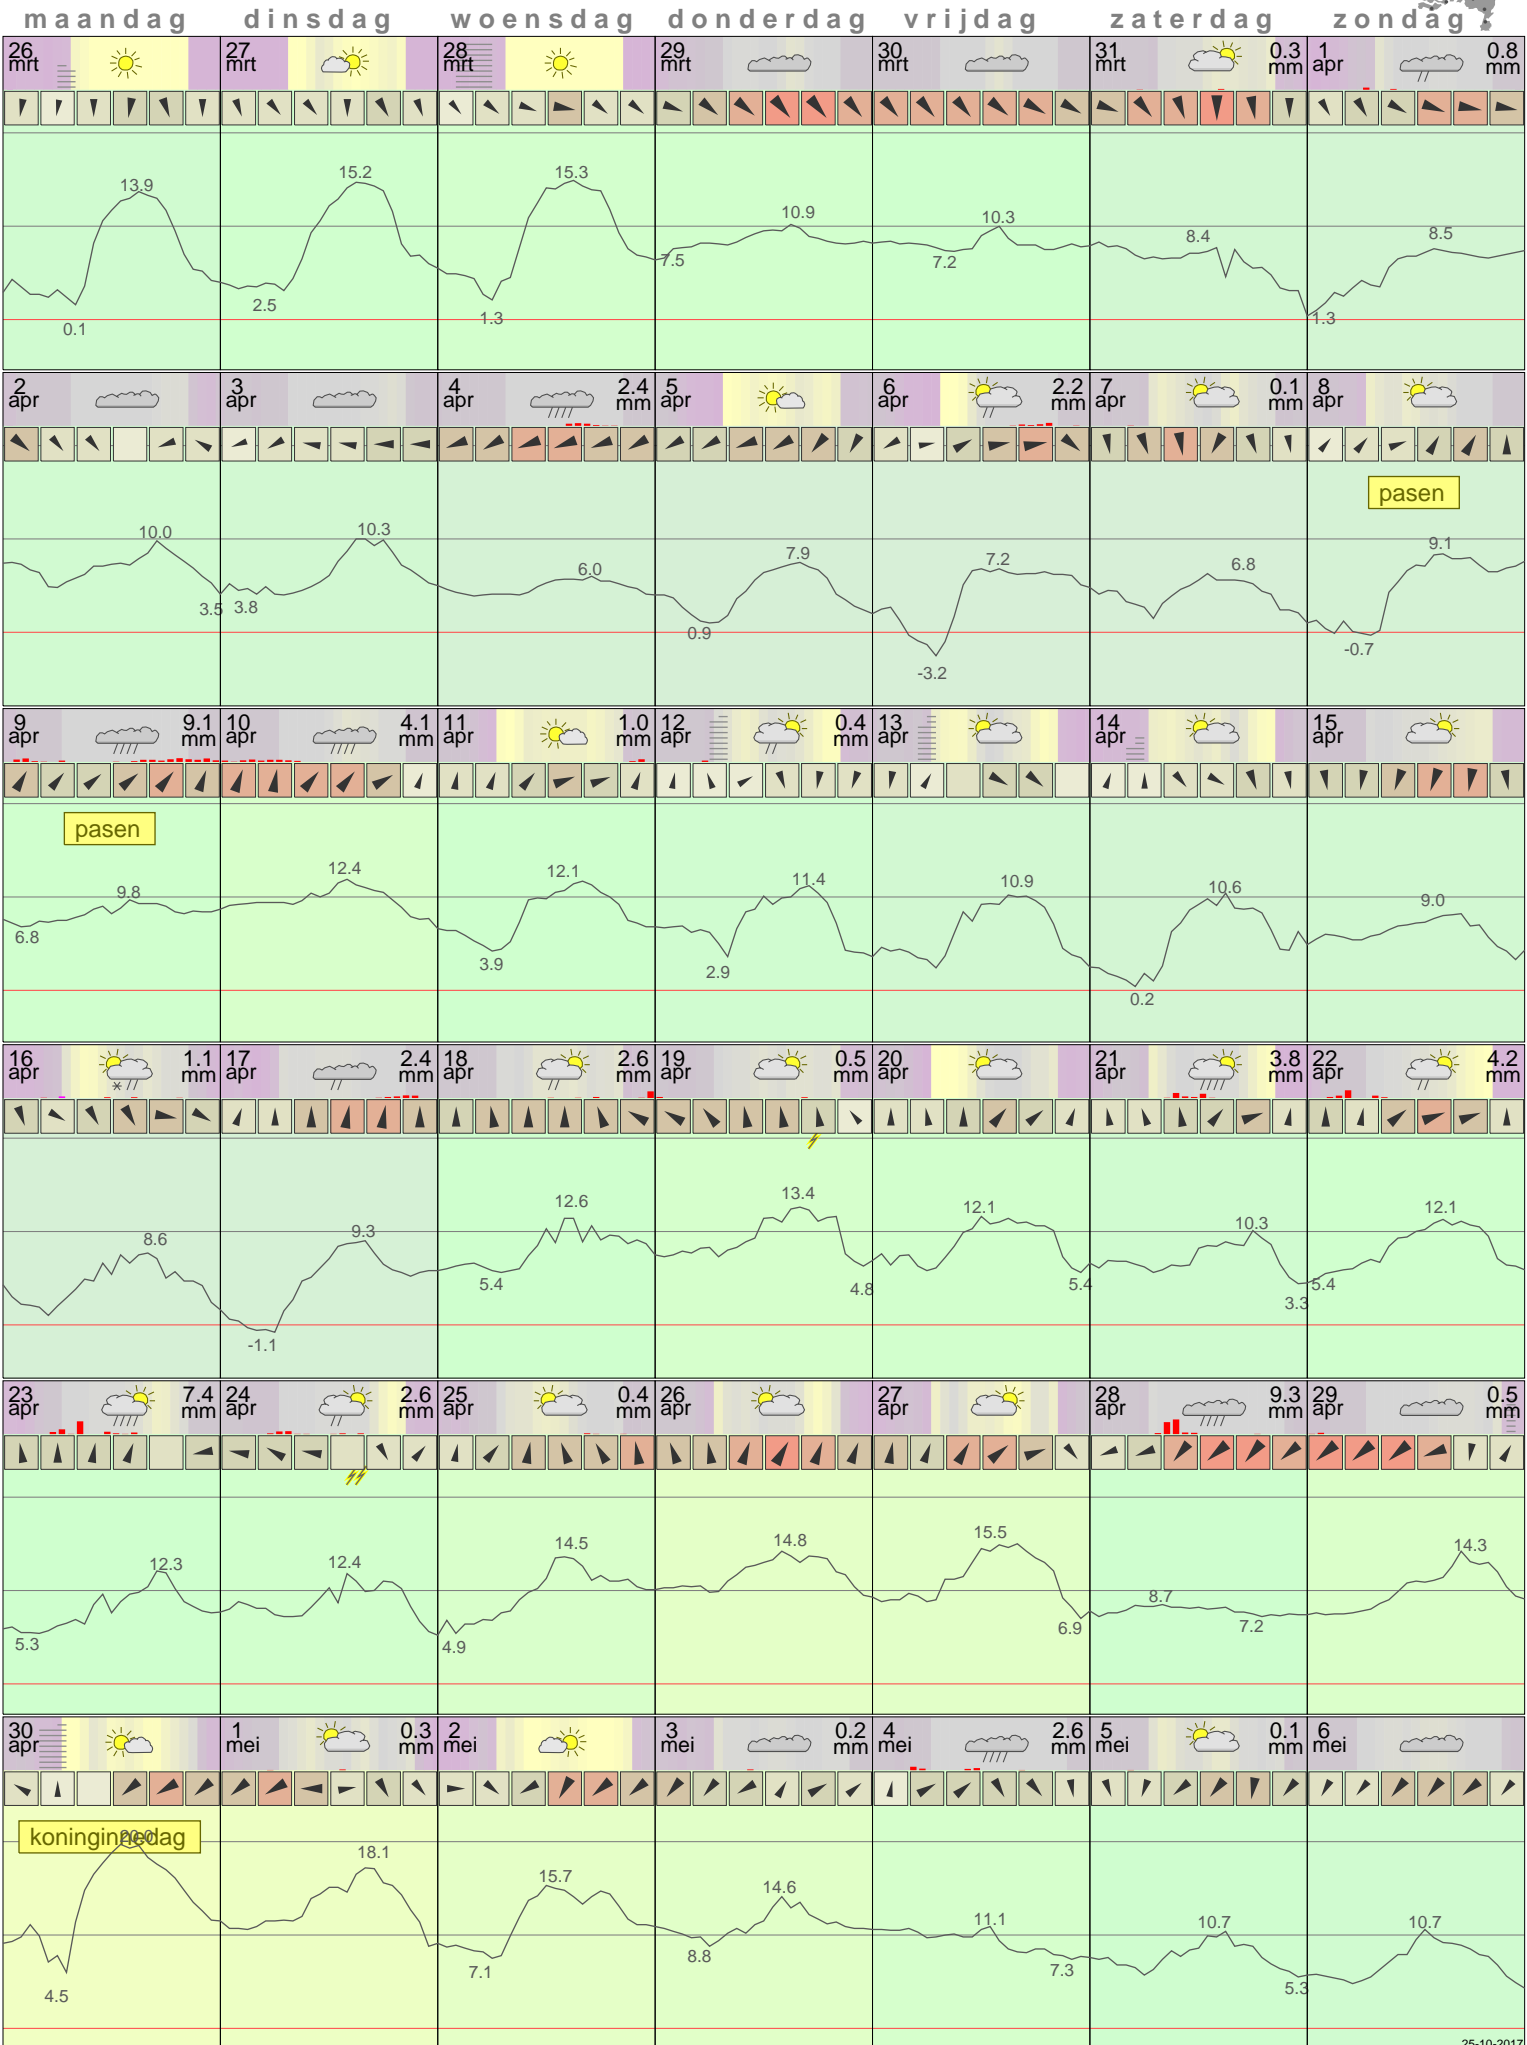 maandag dinsdag woensdag donderdag vrijdag zaterdag zondag
26 mrt
27 mrt
28 mrt
29 mrt
30 mrt
31 mrt 0.3 mm
1 apr 0.8 mm
13.9 0.1
15.2 2.5
15.3 1.3
10.9 7.5
10.3 7.2
8.4
8.5 1.3
2 apr
3 apr
4 apr 2.4 mm
5 apr
6 apr 2.2 mm
7 apr 0.1 mm
8 apr
pasen
10.0 3.5
10.3 3.8
6.0
7.9 0.9
7.2 -3.2
6.8
9.1 -0.7
9 apr 9.1 mm
10 apr 4.1 mm
11 apr 1.0 mm
12 apr 0.4 mm
13 apr
14 apr
15 apr
pasen
9.8 6.8
12.4
12.1 3.9
11.4 2.9
10.9
10.6 0.2
9.0
16 apr 1.1 mm
17 apr 2.4 mm
18 apr 2.6 mm
19 apr 0.5 mm
20 apr
21 apr 3.8 mm
22 apr 4.2 mm
8.6
9.3 -1.1
12.6 5.4
13.4 4.8
12.1 5.4
10.3 3.3
12.1 5.4
23 apr 7.4 mm
24 apr 2.6 mm
25 apr 0.4 mm
26 apr
27 apr
28 apr 9.3 mm
29 apr 0.5 mm
12.3 5.3
12.4
14.5 4.9
14.8
15.5 6.9
8.7 7.2
14.3
30 apr
1 mei 0.3 mm
2 mei
3 mei 0.2 mm
4 mei 2.6 mm
5 mei 0.1 mm
6 mei
koninginnedag
20.0 4.5
18.1
15.7 7.1
14.6 8.8
11.1 7.3
10.7 5.3
10.7
25-10-2017